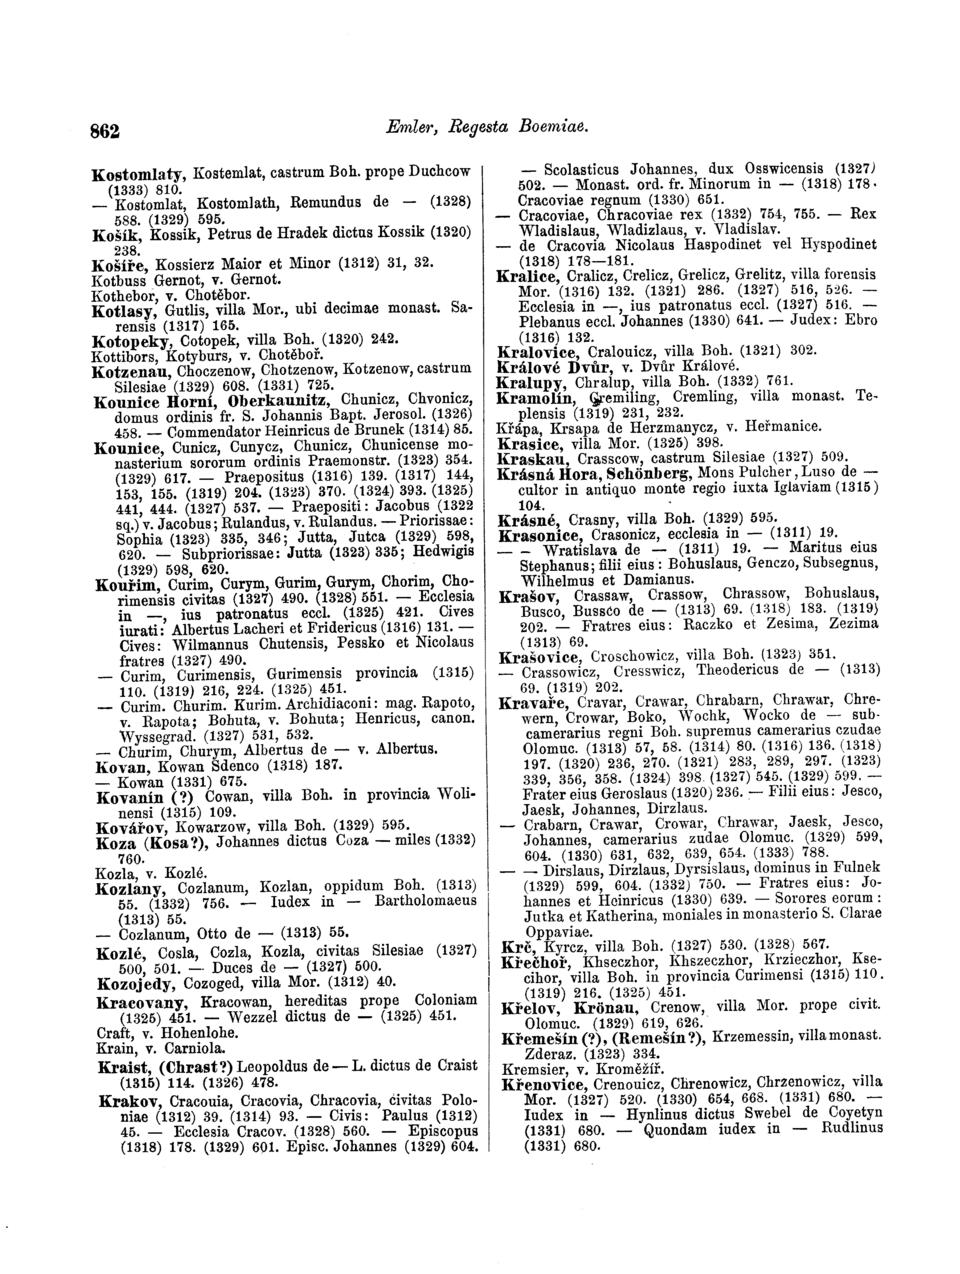 862
Emler, Regesta Boemiae.
Kostomlaty, Kostemlat, castrum Boh. prope Duchcow
(1333) 810.
— Kostomlat, Kostomlath, Remundus de — (1328)
588. (1329) 595.
Košík, Kossik, Petrus de Hradek dictus Kossik (1320)
238.
Košíře, Kossierz Maior et Minor (1312) 31, 32.
Kotbuss Gernot, v. Gernot.
Kothebor, v. Chotěbor.
Kotlasy, Gutlis, villa Mor., ubi decimae monast. Sa-
rensis (1317) 165.
Kotopeky, Cotopek, villa Boh. (1320) 242.
Kottibors, Kotyburs, v. Chotěboř.
Kotzenau, Choczenow, Chotzenow, Kotzenow, castrum
Silesiae (1329) 608. (1331) 725.
Kounice Horní, Oberkaunitz, Chunicz, Chvonicz,
domus ordinis fr. S. Johannis Bapt. Jerosol. (1326)
458. — Commendator Heinricus de Brunek (1314) 85.
Kounice, Cunicz, Cunycz, Chunicz, Chunicense mo-
nasterium sororum ordinis Praemonstr. (1323) 354.
(1329) 617. — Praepositus (1316) 139. (1317) 144,
153, 155. (1319) 204. (1323) 370. (1324) 393. (1325)
441, 444. (1327) 537. — Praepositi: Jacobus (1322
sq.) v. Jacobus; Rulandus, v. Rulandus. — Priorissae:
Sophia (1323) 335, 346; Jutta, Jutca (1329) 598,
620. — Subpriorissae: Jutta (1323) 335; Hedwigis
(1329) 598, 620.
Kouřim, Curim, Curym, Gurim, Gurym, Chorim, Cho-
rimensis civitas (1327) 490. (1328) 551. — Ecclesia
in —, ius patronatus eccl. (1325) 421. Cives
iurati: Albertus Lacheri et Fridericus (1316) 131. —
Cives: Wilmannus Chutensis, Pessko et Nicolaus
fratres (1327) 490.
— Curim, Curimensis, Gurimensis provincia (1315)
110. (1319) 216, 224. (1325) 451.
— Curim. Churim. Kurim. Archidiaconi: mag. Rapoto,
v. Rapota; Bohuta, v. Bohuta; Henricus, canon.
Wyssegrad. (1327) 531, 532.
— Churim, Churym, Albertus de — v. Albertus.
Kovan, Kowan Sdenco (1318) 187.
— Kowan (1331) 675.
Kovanín (?) Cowan, villa Boh. in provincia Woli-
nensi (1315) 109.
Kovářov, Kowarzow, villa Boh. (1329) 595.
Koza (Kosa?), Johannes dictus Coza — miles (1332)
760.
Kozla, v. Kozlé.
Kozlany, Cozlanum, Kozlan, oppidum Boh. (1313)
55. (1332) 756. — Iudex in — Bartholomaeus
(1313) 55.
— Cozlanum, Otto de — (1313) 55.
Kozlé, Cosla, Cozla, Kozla, civitas Silesiae (1327)
500, 501. — Duces de — (1327) 500.
Kozojedy, Cozoged, villa Mor. (1312) 40.
Kracovany, Kracowan, hereditas prope Coloniam
(1325) 451. — Wezzel dictus de — (1325) 451.
Craft, v. Hohenlohe.
Krain, v. Carniola.
Kraist, (Chrast?) Leopoldus de — L. dictus de Craist
(1315) 114. (1326) 478.
Krakov, Cracouia, Cracovia, Chracovia, civitas Polo-
niae (1312) 39. (1314) 93. — Civis: Paulus (1312)
45. — Ecclesia Cracov. (1328) 560. — Episcopus
(1318) 178. (1329) 601. Episc. Johannes (1329) 604.
— Scolasticus Johannes, dux Osswicensis (1327)
502. — Monast. ord. fr. Minorum in — (1318) 178.
Cracoviae regnum (1330) 651.
— Cracoviae, Chracoviae rex (1332) 754, 755. — Rex
Wladislaus, Wladizlaus, v. Vladislav.
— de Cracovia Nicolaus Haspodinet vel Hyspodinet
(1318) 178—181.
Kralice, Cralicz, Crelicz, Grelicz, Grelitz, villa forensis
Mor. (1316) 132. (1321) 286. (1327) 516, 526. —
Ecclesia in —, ius patronatus eccl. (1327) 516. —
Plebanus eccl. Johannes (1330) 641. — Judex: Ebro
(1316) 132.
Kralovice, Cralouicz, villa Boh. (1321) 302.
Králové Dvůr, v. Dvůr Králové.
Kralupy, Chralup, villa Boh. (1332) 761.
Kramolín, Gremiling, Cremling, villa monast. Te-
plensis (1319) 231, 232.
Křápa, Krsapa de Herzmanycz, v. Heřmanice.
Krasice, villa Mor. (1325) 398.
Kraskau, Crasscow, castrum Silesiae (1327) 509.
Krásná Hora, Schönberg, Mons Pulcher, Luso de —
cultor in antiquo monte regio iuxta Iglaviam (1315)
104.
Krásné, Crasny, villa Boh. (1329) 595.
Krasonice, Crasonicz, ecclesia in — (1311) 19.
— — Wratislava de — (1311) 19. — Maritus eius
Stephanus; filii eius: Bohuslaus, Genczo, Subsegnus,
Wilhelmus et Damianus.
Krašov, Crassaw, Crassow, Chrassow, Bohuslaus,
Busco, Bussco de — (1313) 69. (1318) 183. (1319)
202. — Fratres eius: Raczko et Zesima, Zezima
(1313) 69.
Krašovice, Croschowicz, villa Boh. (1323) 351.
— Crassowicz, Cresswicz, Theodericus de — (1313)
69. (1319) 202.
Kravaře, Cravar, Crawar, Chrabarn, Chrawar, Chre-
wern, Crowar, Boko, Wochk, Wocko de — sub-
camerarius regni Boh. supremus camerarius czudae
Olomuc. (1313) 57, 58. (1314) 80. (1316) 136. (1318)
197. (1320) 236, 270. (1321) 283, 289, 297. (1323)
339, 356, 358. (1324) 398. (1327) 545. (1329) 599. —
Frater eius Geroslaus (1320) 236. — Filii eius: Jesco,
Jaesk, Johannes, Dirzlaus.
— Crabarn, Crawar, Crowar, Chrawar, Jaesk, Jesco,
Johannes, camerarius zudae Olomuc. (1329) 599,
604. (1330) 631, 632, 639, 654. (1333) 788.
— — Dirslaus, Dirzlaus, Dyrsislaus, dominus in Fulnek
(1329) 599, 604. (1332) 750. — Fratres eius: Jo-
hannes et Heinricus (1330) 639. — Sorores eorum:
Jutka et Katherina, moniales in monasterio S. Clarae
Oppaviae.
Krč, Kyrcz, villa Boh. (1327) 530. (1328) 567.
Křečhoř, Khseczhor, Khszeczhor, Krzieczhor, Kse-
cihor, villa Boh. in provincia Curimensi (1315) 110.
(1319) 216. (1325) 451.
Křelov, Krönau, Crenow, villa Mor. prope civit.
Olomuc. (1329) 619, 626.
Křemešín (?), (Remešín?), Krzemessin, villa monast.
Zderaz. (1323) 334.
Kremsier, v. Kroměžíř.
Křenovice, Crenouicz, Chrenowicz, Chrzenowicz, villa
Mor. (1327) 520. (1330) 654, 668. (1331) 680. —
Iudex in — Hynlinus dictus Swebel de Coyetyn
(1331) 680. — Quondam iudex in — Rudlinus
(1331) 680.